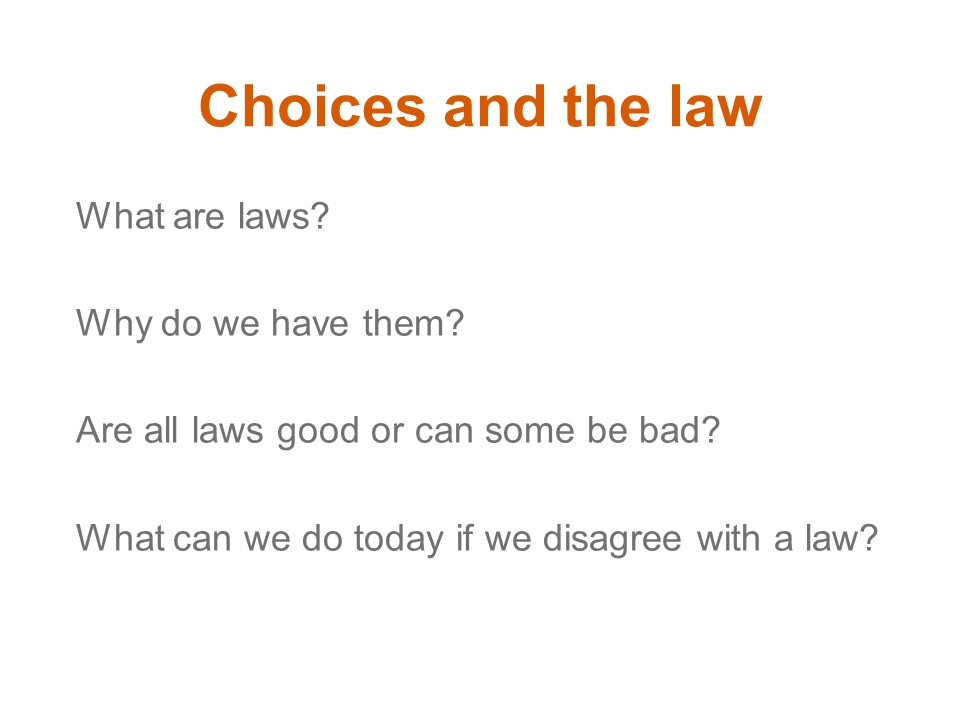 Choices and the law
What are laws?
Why do we have them?
Are all laws good or can some be bad?
What can we do today if we disagree with a law?